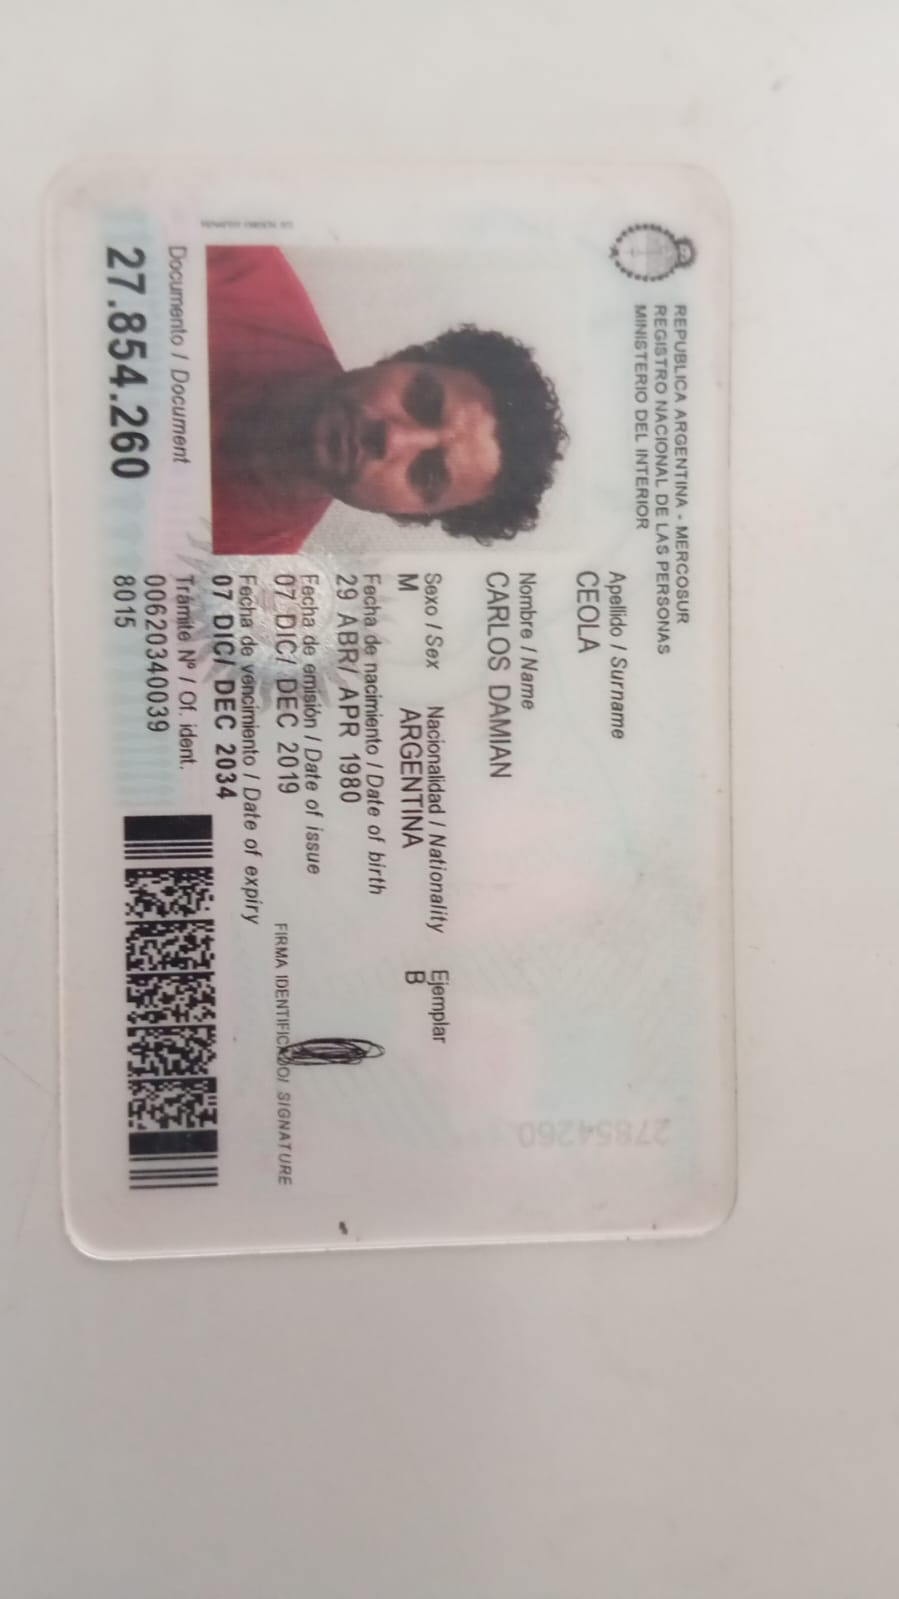 REPUBLICA ARGENTINA - MERCOSUR
REGISTRO NACIONAL DE LAS PERSONAS
MINISTERIO DEL INTERIOR
Apellido / Surname
CEOLA
Nombre / Name
CARLOS DAMIAN
Sexo / Sex Nacionalidad / Nationality Ejemplar
M ARGENTINA B
Fecha de nacimiento / Date of birth
29 ABR/ APR 1980
Fecha de emisión / Date of issue
07 DIC/ DEC 2019
Fecha de vencimiento / Date of expiry
07 DIC/ DEC 2034
FIRMA IDENTIFICADO/ SIGNATURE
Documento / Document
27.854.260
Trámite Nº / Of. ident.
00620340039
8015
27854260